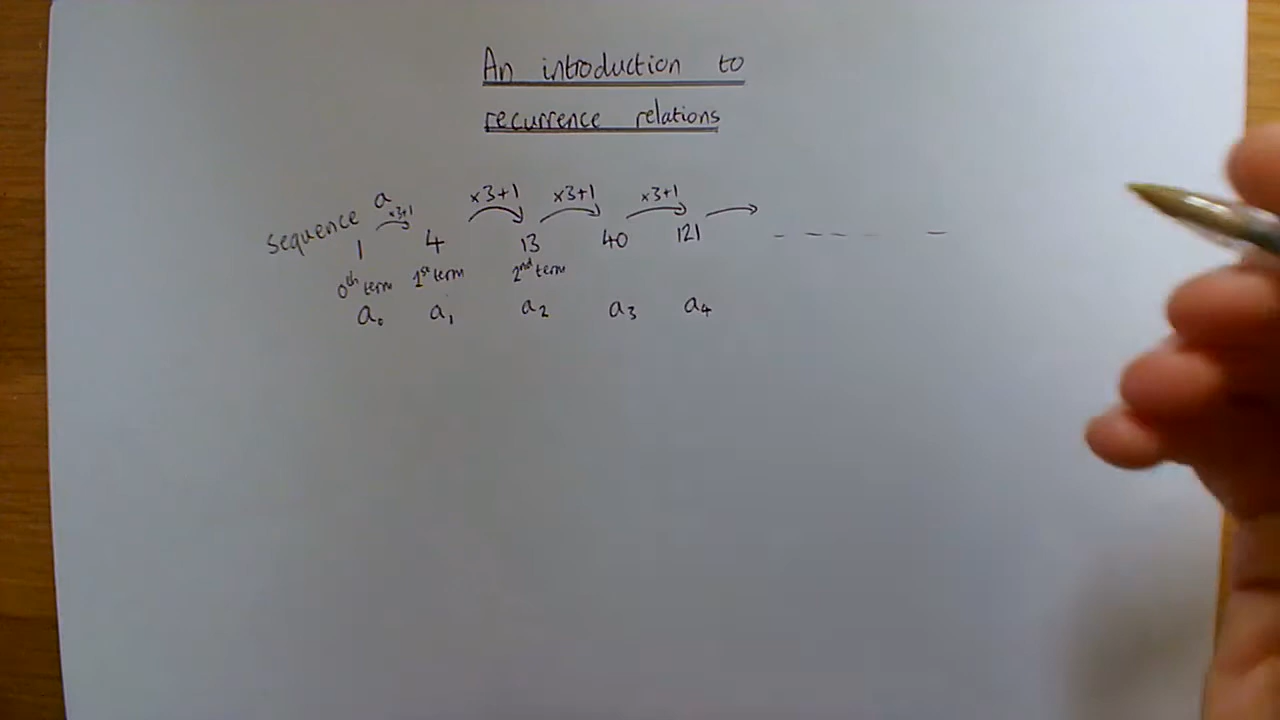 An introduction to
recurrence relations
sequence a
×3+1 ×3+1 ×3+1 ×3+1
1 4 13 40 121 - - - - -
0th term 1st term 2nd term
a₀ a₁ a₂ a₃ a₄